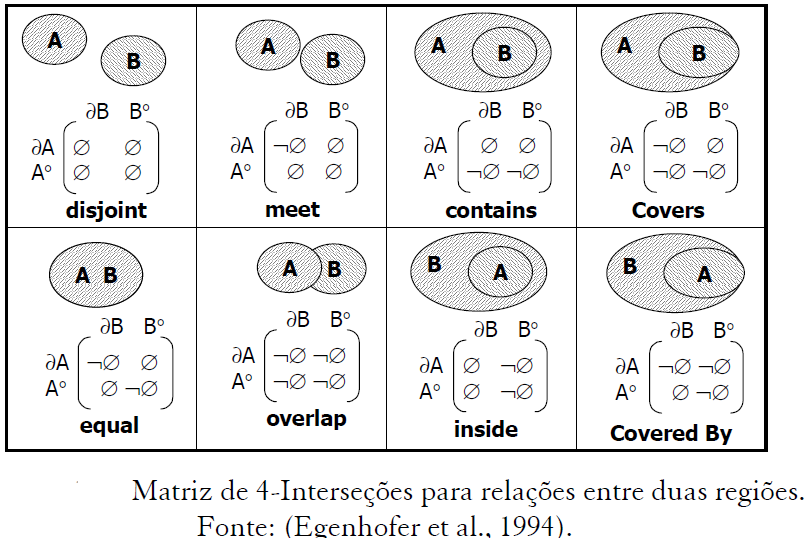 A B
∂B B°
∂A ∅ ∅
A° ∅ ∅
disjoint
A B
∂B B°
∂A ¬∅ ∅
A° ∅ ∅
meet
A B
∂B B°
∂A ∅ ∅
A° ¬∅ ¬∅
contains
A B
∂B B°
∂A ¬∅ ∅
A° ¬∅ ¬∅
Covers
A B
∂B B°
∂A ¬∅ ∅
A° ∅ ¬∅
equal
A B
∂B B°
∂A ¬∅ ¬∅
A° ¬∅ ¬∅
overlap
B A
∂B B°
∂A ∅ ¬∅
A° ∅ ¬∅
inside
B A
∂B B°
∂A ¬∅ ¬∅
A° ∅ ¬∅
Covered By
Matriz de 4-Interseções para relações entre duas regiões.
Fonte: (Egenhofer et al., 1994).